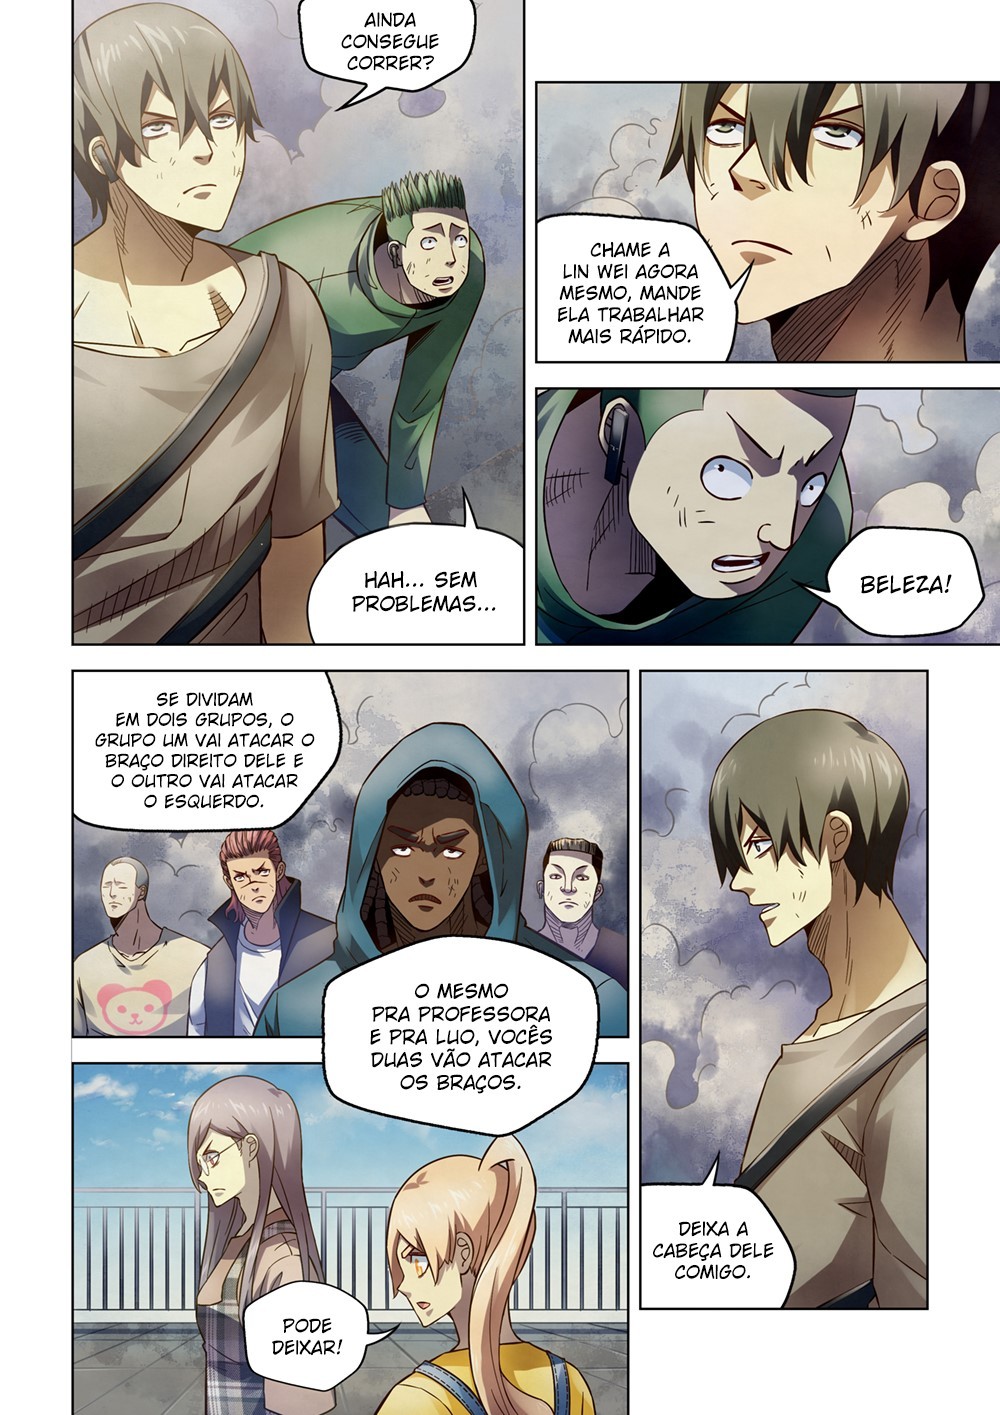 AINDA
CONSEGUE
CORRER?
HAH... SEM
PROBLEMAS...
CHAME A
LIN WEI AGORA
MESMO, MANDE
ELA TRABALHAR
MAIS RÁPIDO.
BELEZA!
SE DIVIDAM
EM DOIS GRUPOS, O
GRUPO UM VAI ATACAR O
BRAÇO DIREITO DELE E
O OUTRO VAI ATACAR
O ESQUERDO.
O MESMO
PRA PROFESSORA
E PRA LUO, VOCÊS
DUAS VÃO ATACAR
OS BRAÇOS.
PODE
DEIXAR!
DEIXA A
CABEÇA DELE
COMIGO.